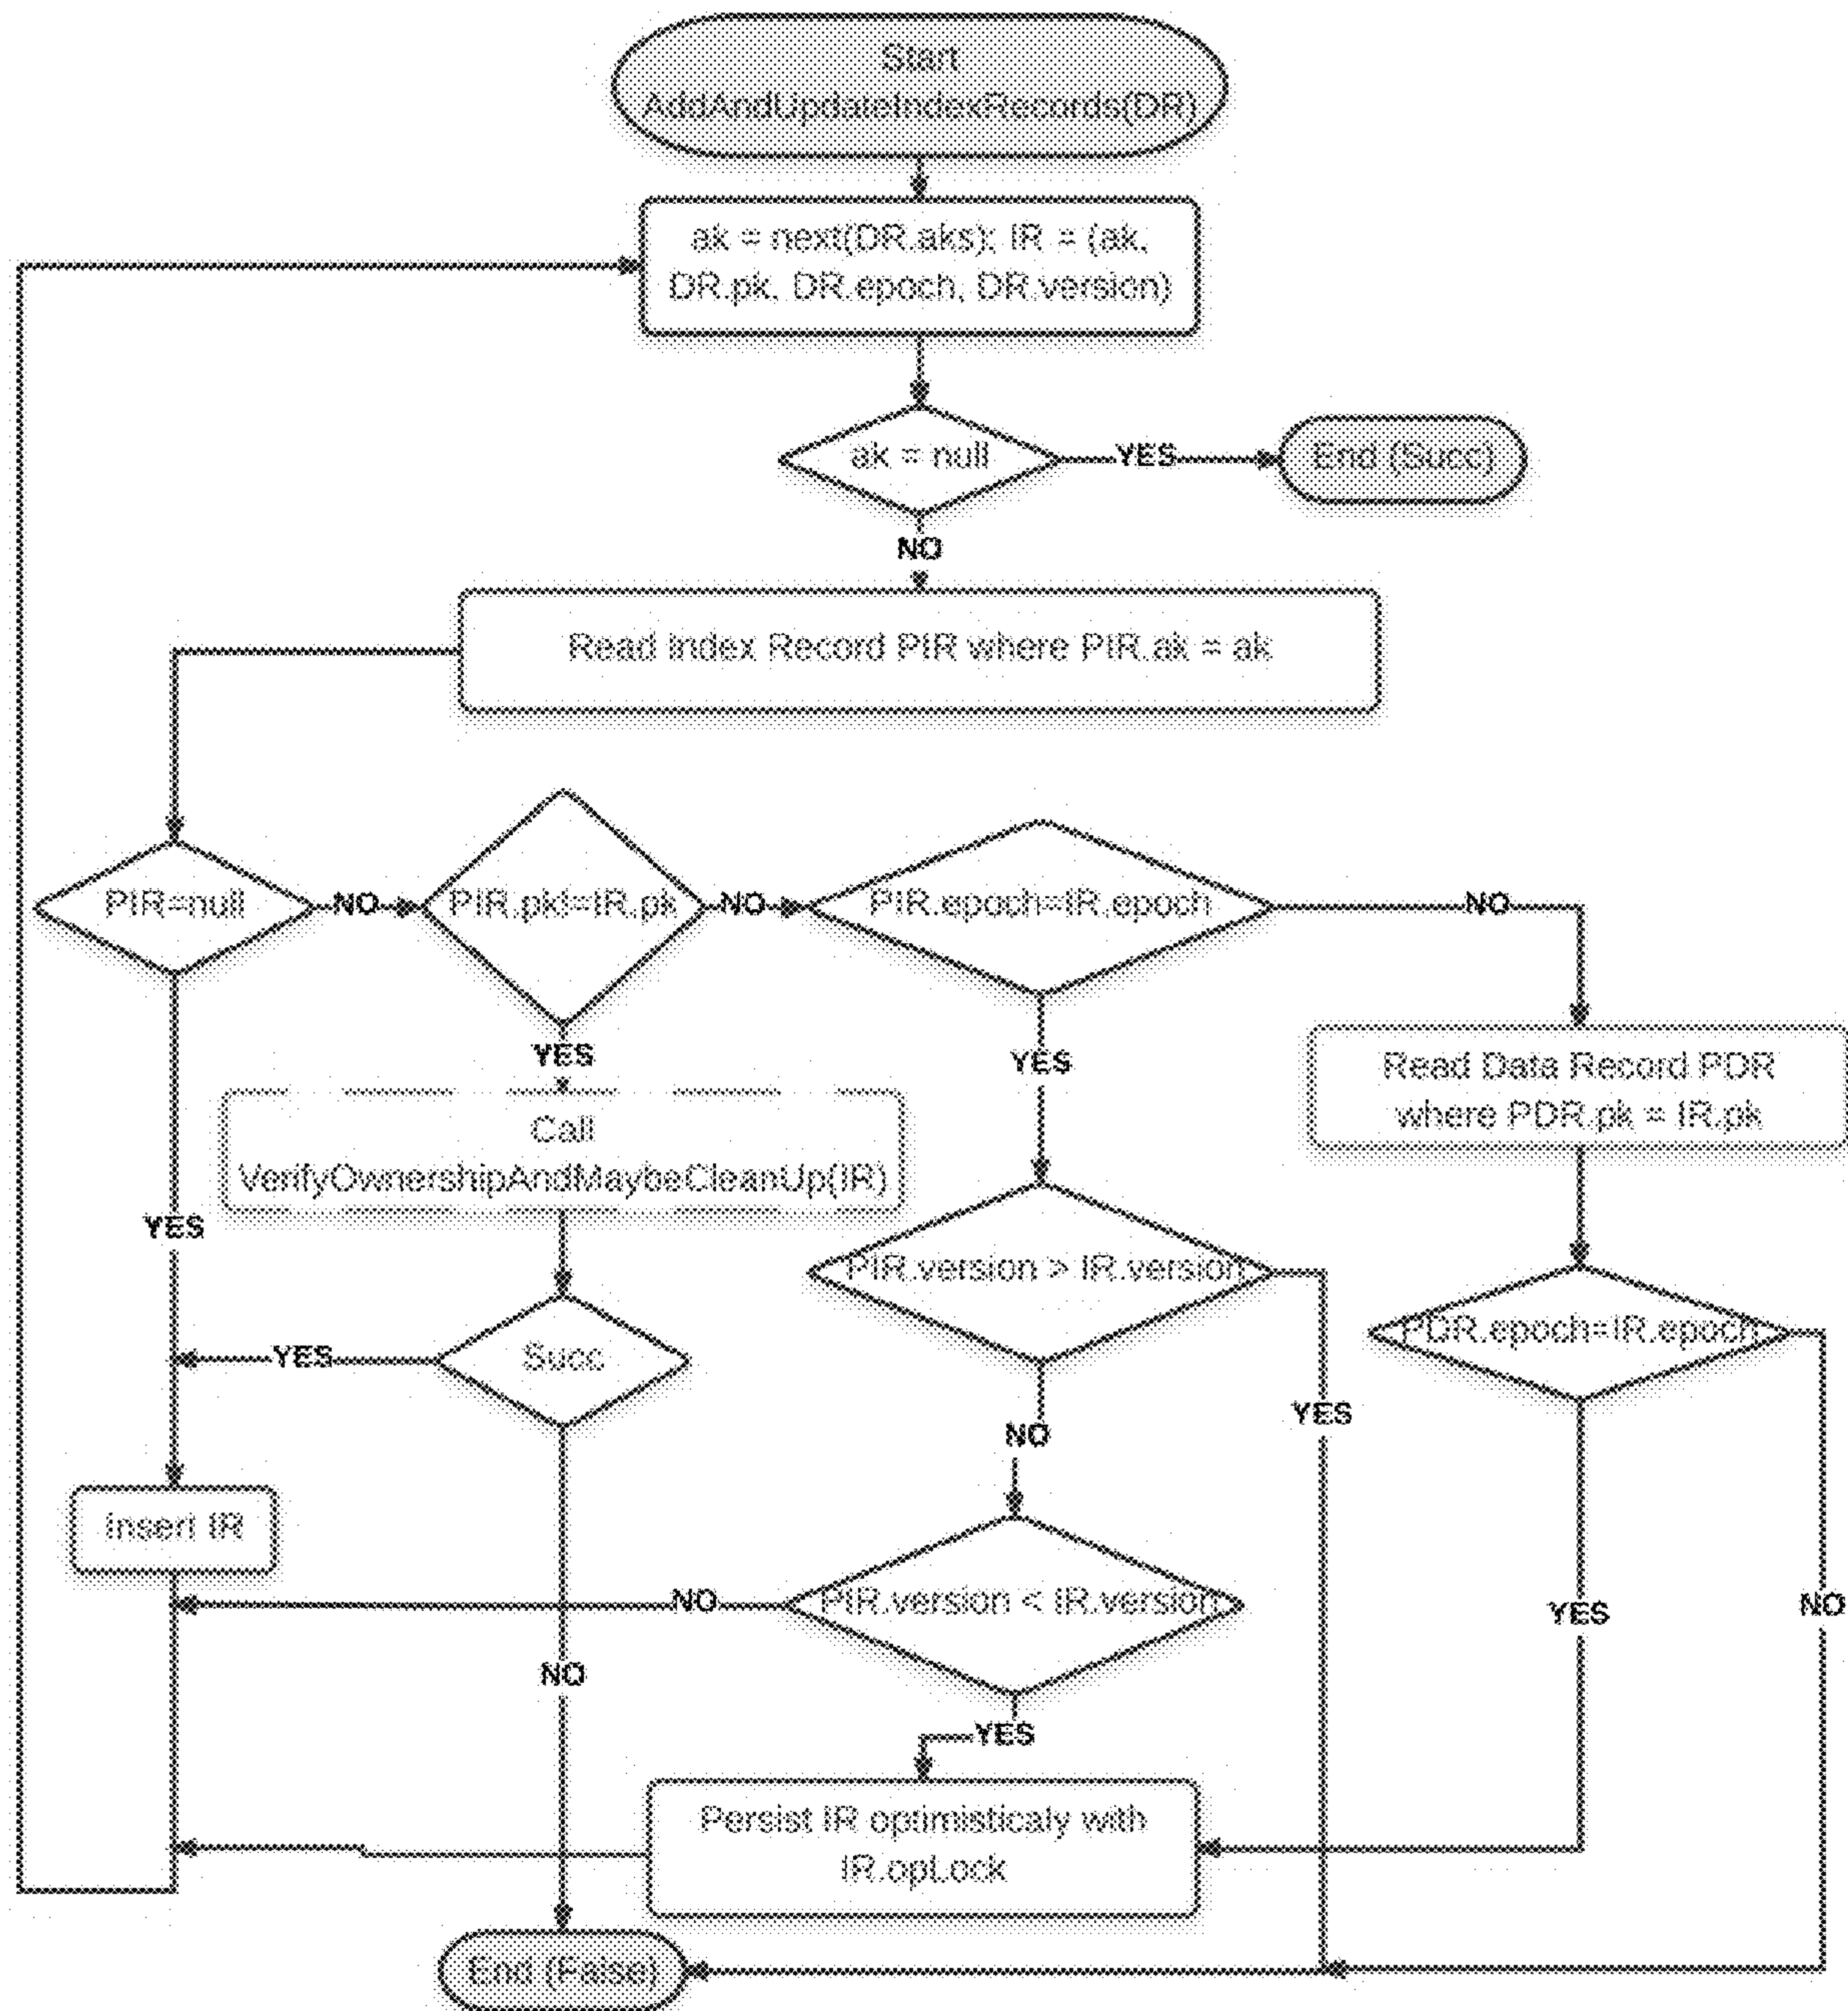 Start
AddAndUpdateIndexRecords(DR)
ak = next(DR.aks); IR = (ak,
DR.pk, DR.epoch, DR.version)
ak = null
YES
End (Succ)
NO
Read Index Record PIR where PIR.ak = ak
PIR=null
NO
PIR.pk!=IR.pk
NO
PIR.epoch=IR.epoch
NO
YES
YES
Read Data Record PDR
where PDR.pk = IR.pk
Call
VerifyOwnershipAndMaybeCleanUp(IR)
YES
PIR.version > IR.version
PDR.epoch=IR.epoch
YES
Succ
YES
NO
insert IR
NO
PIR.version < IR.version
YES
NO
NO
YES
Persist IR optimisticaly with
IR.opLock
End (False)